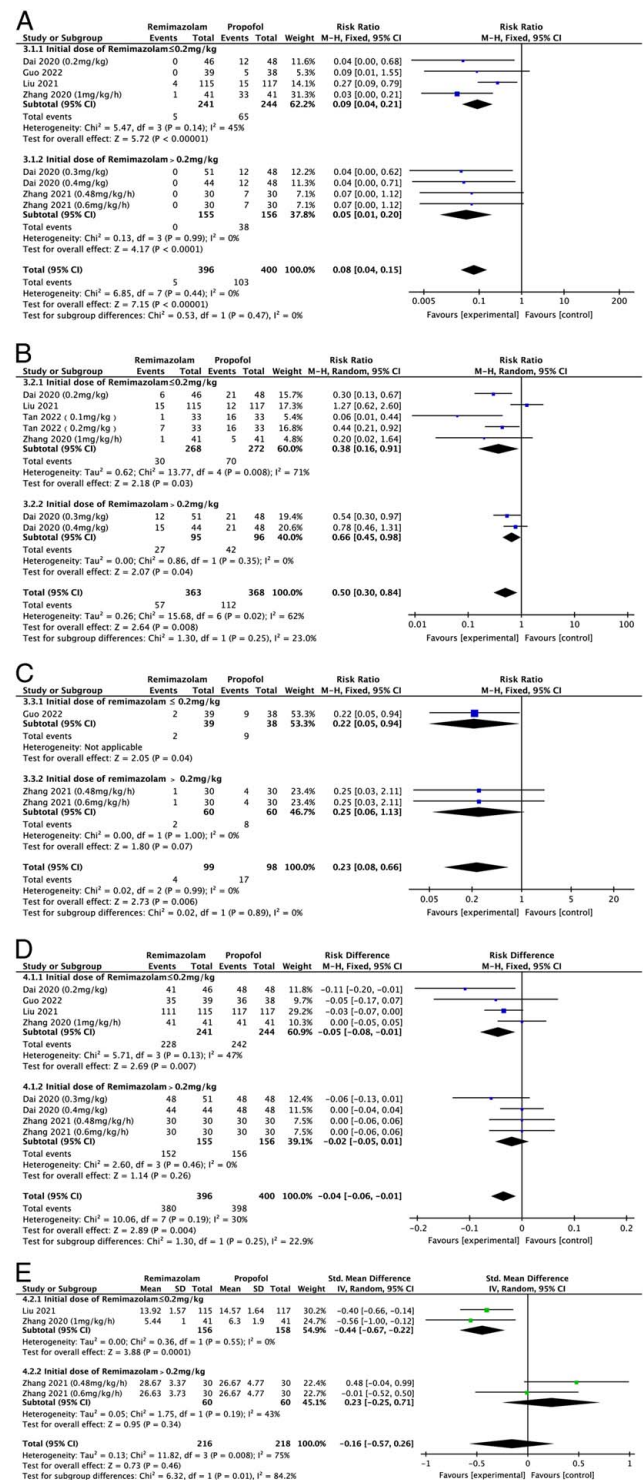 A
Remimazolam Propofol Risk Ratio Risk Ratio
Study or Subgroup Events Total Events Total Weight M-H, Fixed, 95% CI M-H, Fixed, 95% CI
3.1.1 Initial dose of Remimazolam≤0.2mg/kg
Dai 2020 (0.2mg/kg) 0 46 12 48 11.6% 0.04 [0.00, 0.68]
Guo 2022 0 39 5 38 5.3% 0.09 [0.01, 1.55]
Liu 2021 4 115 15 117 14.1% 0.27 [0.09, 0.79]
Zhang 2020 (1mg/kg/h) 1 41 33 41 31.3% 0.03 [0.00, 0.21]
Subtotal (95% CI) 241 244 62.2% 0.09 [0.04, 0.21]
Total events 5 65
Heterogeneity: Chi² = 5.47, df = 3 (P = 0.14); I² = 45%
Test for overall effect: Z = 5.72 (P < 0.00001)
3.1.2 Initial dose of Remimazolam > 0.2mg/kg
Dai 2020 (0.3mg/kg) 0 51 12 48 12.2% 0.04 [0.00, 0.62]
Dai 2020 (0.4mg/kg) 0 44 12 48 11.3% 0.04 [0.00, 0.71]
Zhang 2021 (0.48mg/kg/h) 0 30 7 30 7.1% 0.07 [0.00, 1.12]
Zhang 2021 (0.6mg/kg/h) 0 30 7 30 7.1% 0.07 [0.00, 1.12]
Subtotal (95% CI) 155 156 37.8% 0.05 [0.01, 0.20]
Total events 0 38
Heterogeneity: Chi² = 0.13, df = 3 (P = 0.99); I² = 0%
Test for overall effect: Z = 4.17 (P < 0.0001)
Total (95% CI) 396 400 100.0% 0.08 [0.04, 0.15]
Total events 5 103
Heterogeneity: Chi² = 6.85, df = 7 (P = 0.44); I² = 0%
Test for overall effect: Z = 7.15 (P < 0.00001)
Test for subgroup differences: Chi² = 0.53, df = 1 (P = 0.47), I² = 0%
0.005 0.1 1 10 200
Favours [experimental] Favours [control]
B
Remimazolam Propofol Risk Ratio Risk Ratio
Study or Subgroup Events Total Events Total Weight M-H, Random, 95% CI M-H, Random, 95% CI
3.2.1 Initial dose of Remimazolam≤0.2mg/kg
Dai 2020 (0.2mg/kg) 6 46 21 48 15.7% 0.30 [0.13, 0.67]
Liu 2021 15 115 12 117 17.3% 1.27 [0.62, 2.60]
Tan 2022 ( 0.1mg/kg ) 1 33 16 33 5.4% 0.06 [0.01, 0.44]
Tan 2022 ( 0.2mg/kg ) 7 33 16 33 16.8% 0.44 [0.21, 0.92]
Zhang 2020 (1mg/kg/h) 1 41 5 41 4.8% 0.20 [0.02, 1.64]
Subtotal (95% CI) 268 272 60.0% 0.38 [0.16, 0.91]
Total events 30 70
Heterogeneity: Tau² = 0.62; Chi² = 13.77, df = 4 (P = 0.008); I² = 71%
Test for overall effect: Z = 2.18 (P = 0.03)
3.2.2 Initial dose of Remimazolam > 0.2mg/kg
Dai 2020 (0.3mg/kg) 12 51 21 48 19.4% 0.54 [0.30, 0.97]
Dai 2020 (0.4mg/kg) 15 44 21 48 20.6% 0.78 [0.46, 1.31]
Subtotal (95% CI) 95 96 40.0% 0.66 [0.45, 0.98]
Total events 27 42
Heterogeneity: Tau² = 0.00; Chi² = 0.86, df = 1 (P = 0.35); I² = 0%
Test for overall effect: Z = 2.07 (P = 0.04)
Total (95% CI) 363 368 100.0% 0.50 [0.30, 0.84]
Total events 57 112
Heterogeneity: Tau² = 0.26; Chi² = 15.68, df = 6 (P = 0.02); I² = 62%
Test for overall effect: Z = 2.64 (P = 0.008)
Test for subgroup differences: Chi² = 1.30, df = 1 (P = 0.25), I² = 23.0%
0.01 0.1 1 10 100
Favours [experimental] Favours [control]
C
Remimazolam Propofol Risk Ratio Risk Ratio
Study or Subgroup Events Total Events Total Weight M-H, Fixed, 95% CI M-H, Fixed, 95% CI
3.3.1 Initial dose of remimazolam ≤ 0.2mg/kg
Guo 2022 2 39 9 38 53.3% 0.22 [0.05, 0.94]
Subtotal (95% CI) 39 38 53.3% 0.22 [0.05, 0.94]
Total events 2 9
Heterogeneity: Not applicable
Test for overall effect: Z = 2.05 (P = 0.04)
3.3.2 Initial dose of remimazolam > 0.2mg/kg
Zhang 2021 (0.48mg/kg/h) 1 30 4 30 23.4% 0.25 [0.03, 2.11]
Zhang 2021 (0.6mg/kg/h) 1 30 4 30 23.4% 0.25 [0.03, 2.11]
Subtotal (95% CI) 60 60 46.7% 0.25 [0.06, 1.13]
Total events 2 8
Heterogeneity: Chi² = 0.00, df = 1 (P = 1.00); I² = 0%
Test for overall effect: Z = 1.80 (P = 0.07)
Total (95% CI) 99 98 100.0% 0.23 [0.08, 0.66]
Total events 4 17
Heterogeneity: Chi² = 0.02, df = 2 (P = 0.99); I² = 0%
Test for overall effect: Z = 2.73 (P = 0.006)
Test for subgroup differences: Chi² = 0.02, df = 1 (P = 0.89), I² = 0%
0.05 0.2 1 5 20
Favours [experimental] Favours [control]
D
Remimazolam Propofol Risk Difference Risk Difference
Study or Subgroup Events Total Events Total Weight M-H, Fixed, 95% CI M-H, Fixed, 95% CI
4.1.1 Initial dose of Remimazolam≤0.2mg/kg
Dai 2020 (0.2mg/kg) 41 46 48 48 11.8% -0.11 [-0.20, -0.01]
Guo 2022 35 39 36 38 9.7% -0.05 [-0.17, 0.07]
Liu 2021 111 115 117 117 29.2% -0.03 [-0.07, 0.00]
Zhang 2020 (1mg/kg/h) 41 41 41 41 10.3% 0.00 [-0.05, 0.05]
Subtotal (95% CI) 241 244 60.9% -0.05 [-0.08, -0.01]
Total events 228 242
Heterogeneity: Chi² = 5.71, df = 3 (P = 0.13); I² = 47%
Test for overall effect: Z = 2.69 (P = 0.007)
4.1.2 Initial dose of Remimazolam > 0.2mg/kg
Dai 2020 (0.3mg/kg) 48 51 48 48 12.4% -0.06 [-0.13, 0.01]
Dai 2020 (0.4mg/kg) 44 44 48 48 11.5% 0.00 [-0.04, 0.04]
Zhang 2021 (0.48mg/kg/h) 30 30 30 30 7.5% 0.00 [-0.06, 0.06]
Zhang 2021 (0.6mg/kg/h) 30 30 30 30 7.5% 0.00 [-0.06, 0.06]
Subtotal (95% CI) 155 156 39.1% -0.02 [-0.05, 0.01]
Total events 152 156
Heterogeneity: Chi² = 2.60, df = 3 (P = 0.46); I² = 0%
Test for overall effect: Z = 1.14 (P = 0.26)
Total (95% CI) 396 400 100.0% -0.04 [-0.06, -0.01]
Total events 380 398
Heterogeneity: Chi² = 10.06, df = 7 (P = 0.19); I² = 30%
Test for overall effect: Z = 2.89 (P = 0.004)
Test for subgroup differences: Chi² = 1.30, df = 1 (P = 0.25), I² = 22.9%
-0.2 -0.1 0 0.1 0.2
Favours [experimental] Favours [control]
E
Remimazolam Propofol Std. Mean Difference Std. Mean Difference
Study or Subgroup Mean SD Total Mean SD Total Weight IV, Random, 95% CI IV, Random, 95% CI
4.2.1 Initial dose of Remimazolam≤0.2mg/kg
Liu 2021 13.92 1.57 115 14.57 1.64 117 30.2% -0.40 [-0.66, -0.14]
Zhang 2020 (1mg/kg/h) 5.44 1 41 6.3 1.9 41 24.7% -0.56 [-1.00, -0.12]
Subtotal (95% CI) 156 158 54.9% -0.44 [-0.67, -0.22]
Heterogeneity: Tau² = 0.00; Chi² = 0.36, df = 1 (P = 0.55); I² = 0%
Test for overall effect: Z = 3.88 (P = 0.0001)
4.2.2 Initial dose of Remimazolam > 0.2mg/kg
Zhang 2021 (0.48mg/kg/h) 28.67 3.37 30 26.67 4.77 30 22.4% 0.48 [-0.04, 0.99]
Zhang 2021 (0.6mg/kg/h) 26.63 3.73 30 26.67 4.77 30 22.7% -0.01 [-0.52, 0.50]
Subtotal (95% CI) 60 60 45.1% 0.23 [-0.25, 0.71]
Heterogeneity: Tau² = 0.05; Chi² = 1.75, df = 1 (P = 0.19); I² = 43%
Test for overall effect: Z = 0.95 (P = 0.34)
Total (95% CI) 216 218 100.0% -0.16 [-0.57, 0.26]
Heterogeneity: Tau² = 0.13; Chi² = 11.82, df = 3 (P = 0.008); I² = 75%
Test for overall effect: Z = 0.73 (P = 0.46)
Test for subgroup differences: Chi² = 6.32, df = 1 (P = 0.01), I² = 84.2%
-1 -0.5 0 0.5 1
Favours [experimental] Favours [control]